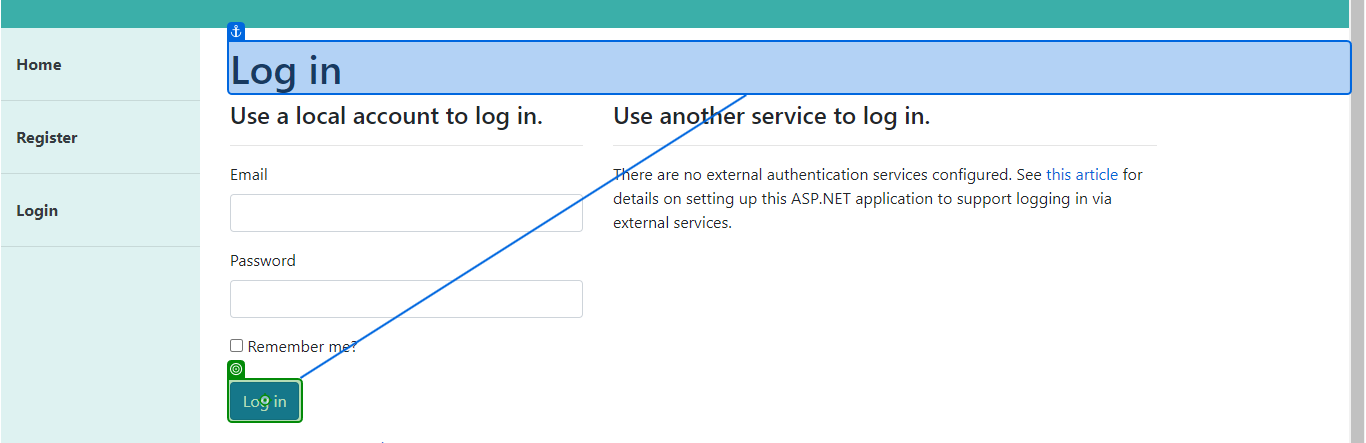 Home
Register
Login
Log in
Use a local account to log in.
Email
Password
Remember me?
Log in
Use another service to log in.
There are no external authentication services configured. See this article for
details on setting up this ASP.NET application to support logging in via
external services.